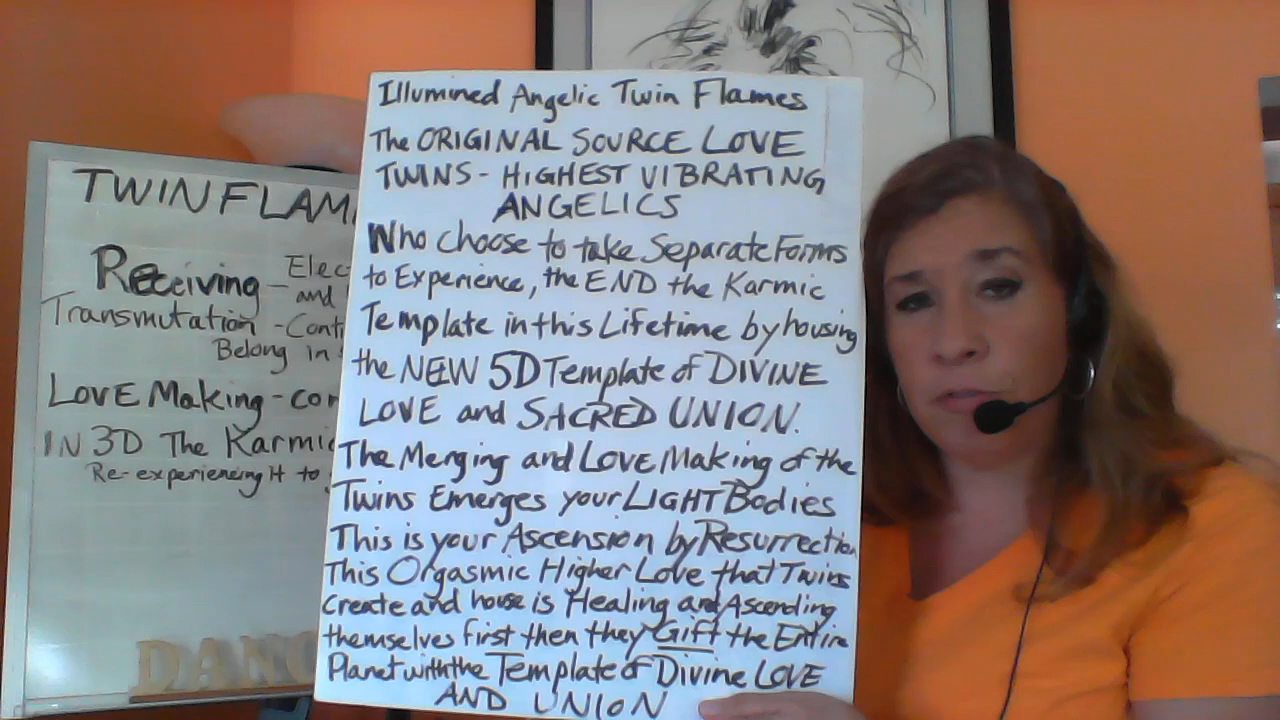 Illumined Angelic Twin Flames
The ORIGINAL SOURCE LOVE
TWINS - HIGHEST VIBRATING
ANGELICS
Who choose to take Separate Forms
to Experience, the END the Karmic
Template in this Lifetime by housing
the NEW 5D Template of DIVINE
LOVE and SACRED UNION.
The Merging and LOVE Making of the
Twins Emerges your LIGHT Bodies
This is your Ascension by Resurrection
This Orgasmic Higher Love that Twins
create and house is Healing and Ascending
themselves first then they Gift the Entire
Planet with the Template of Divine LOVE
AND UNION
TWIN FLAM
Receiving - Elec
and
Transmutation - Cont
Belong in
LOVE Making - con
IN 3D The Karmic
Re-experiencing It to
DANC